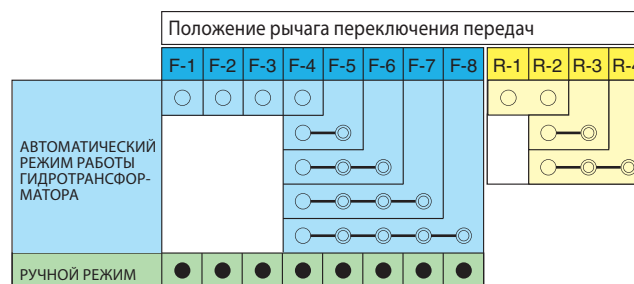 Положение рычага переключения передач
F-1 F-2 F-3 F-4 F-5 F-6 F-7 F-8 R-1 R-2 R-3 R-4
АВТОМАТИЧЕСКИЙ
РЕЖИМ РАБОТЫ
ГИДРОТРАНСФОР-
МАТОРА
РУЧНОЙ РЕЖИМ